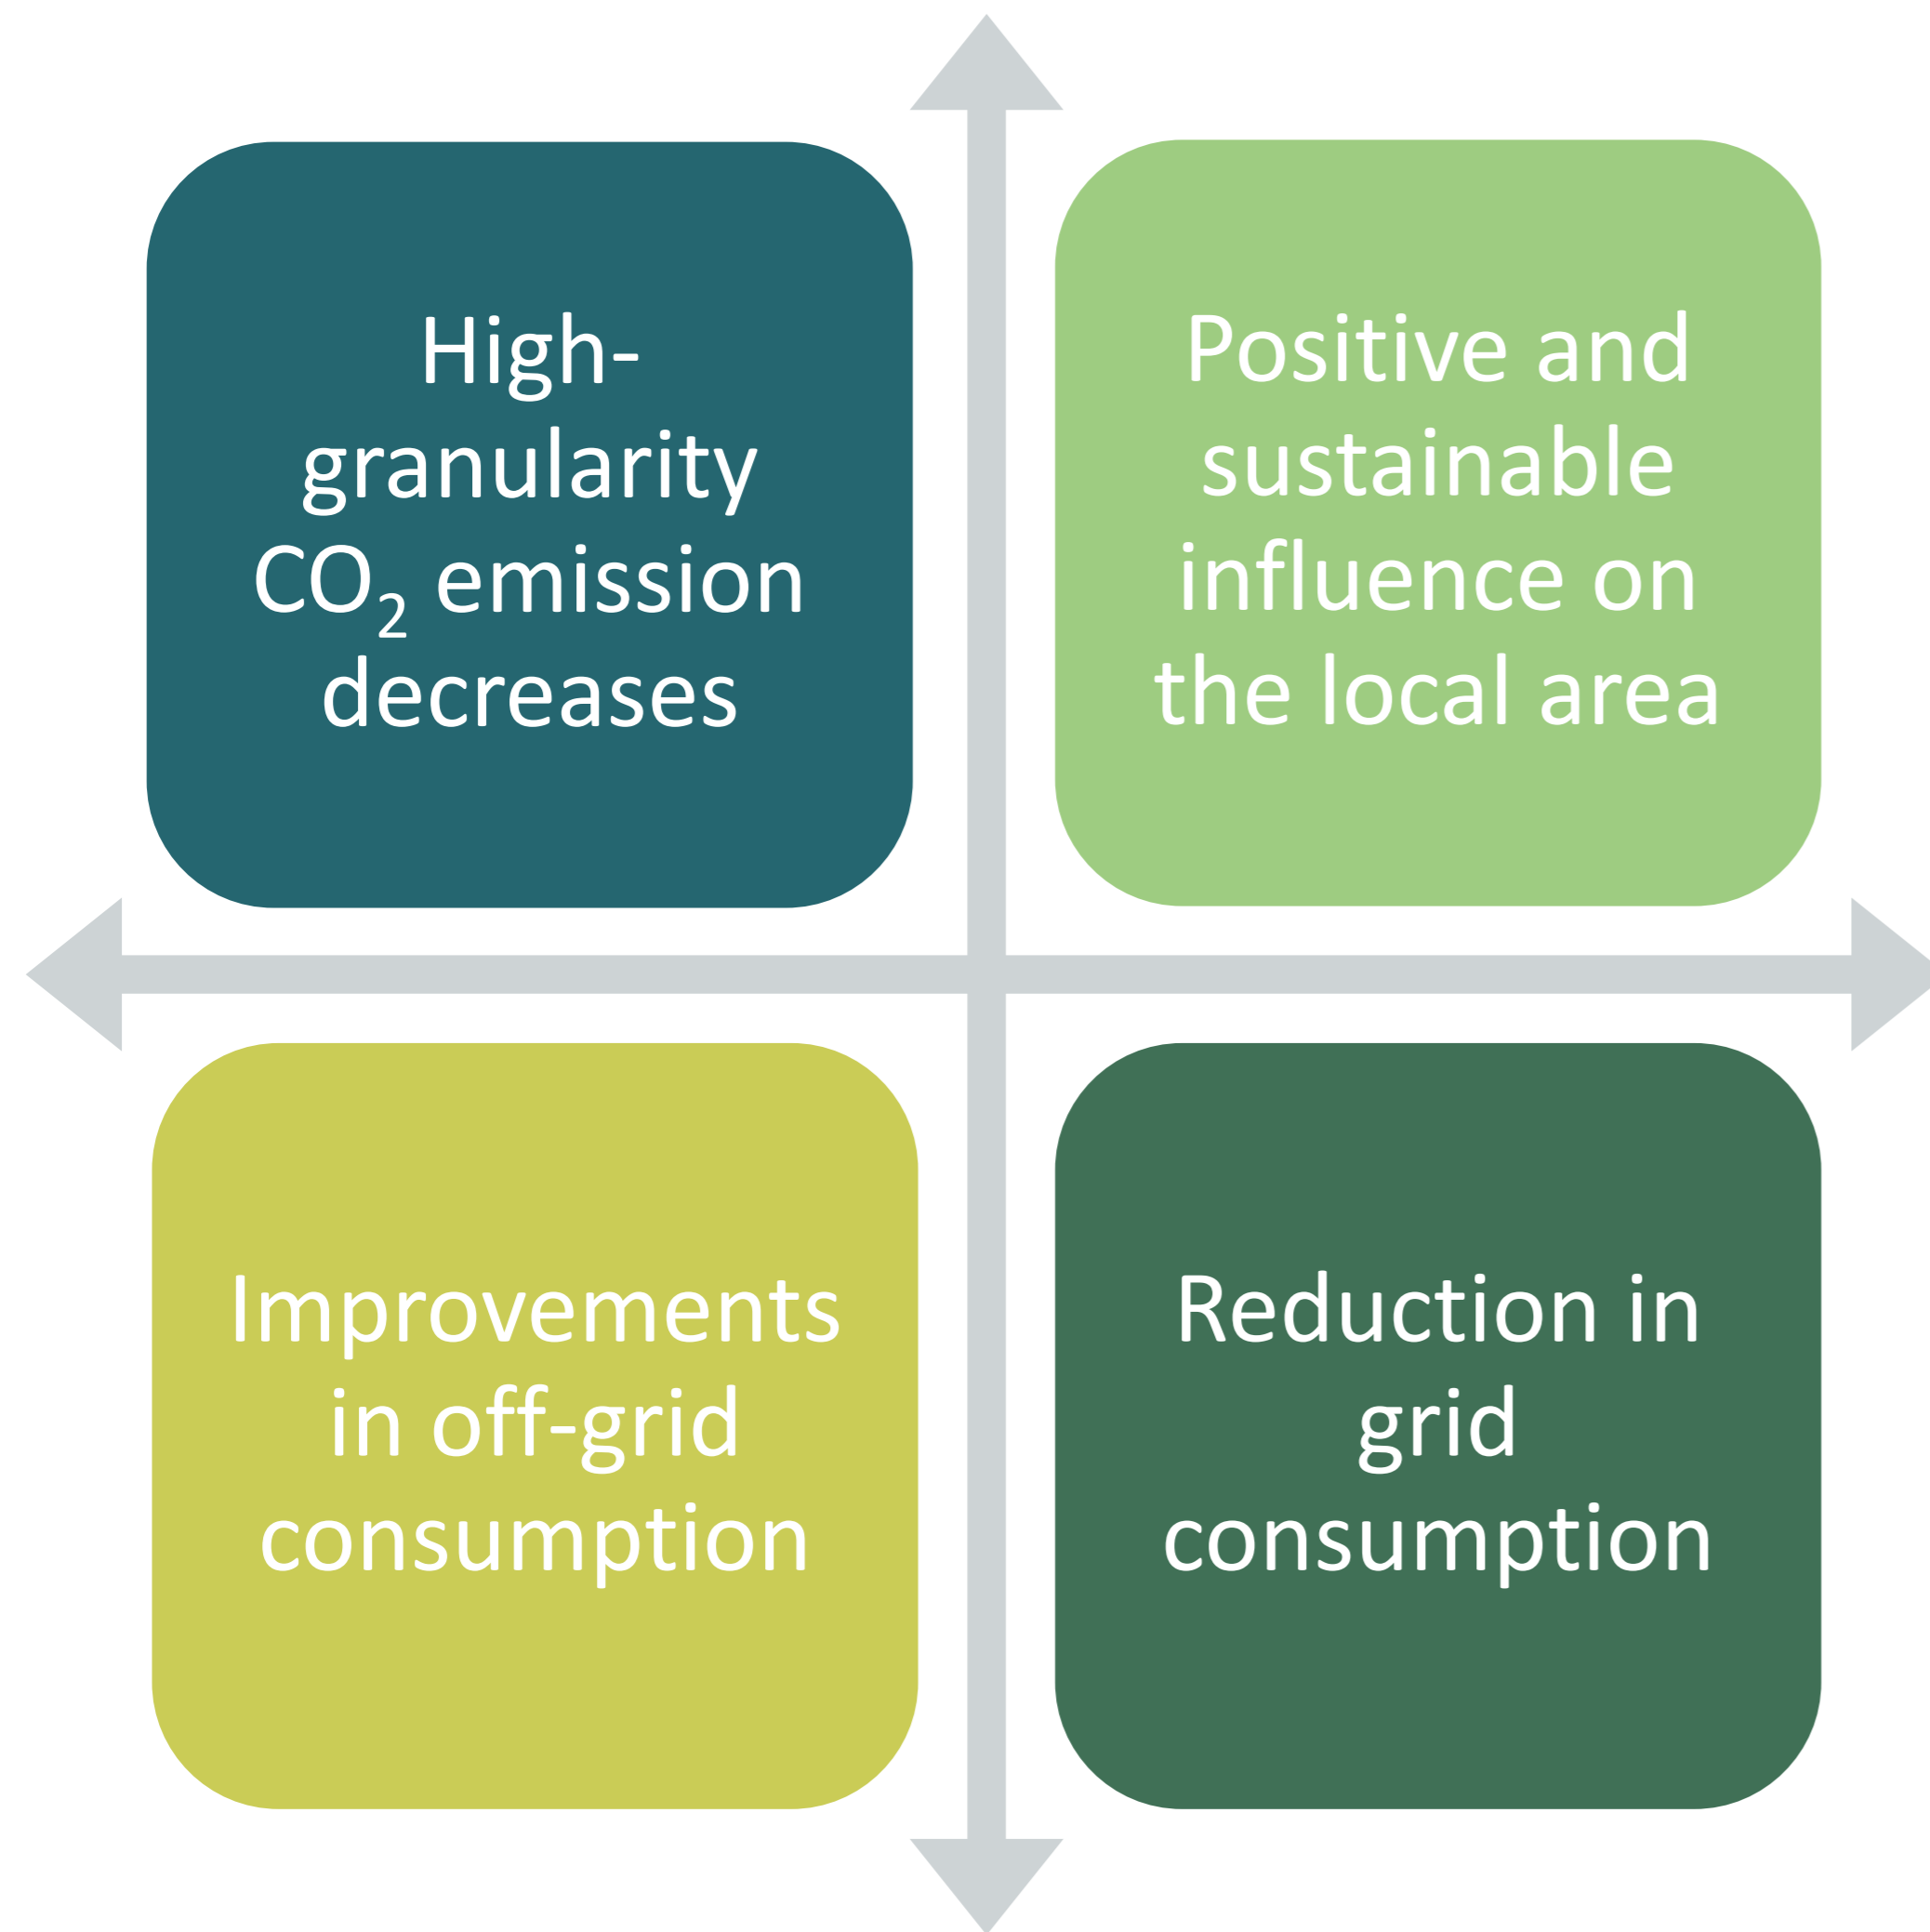 High-
granularity
CO₂ emission
decreases
Positive and
sustainable
influence on
the local area
Improvements
in off-grid
consumption
Reduction in
grid
consumption